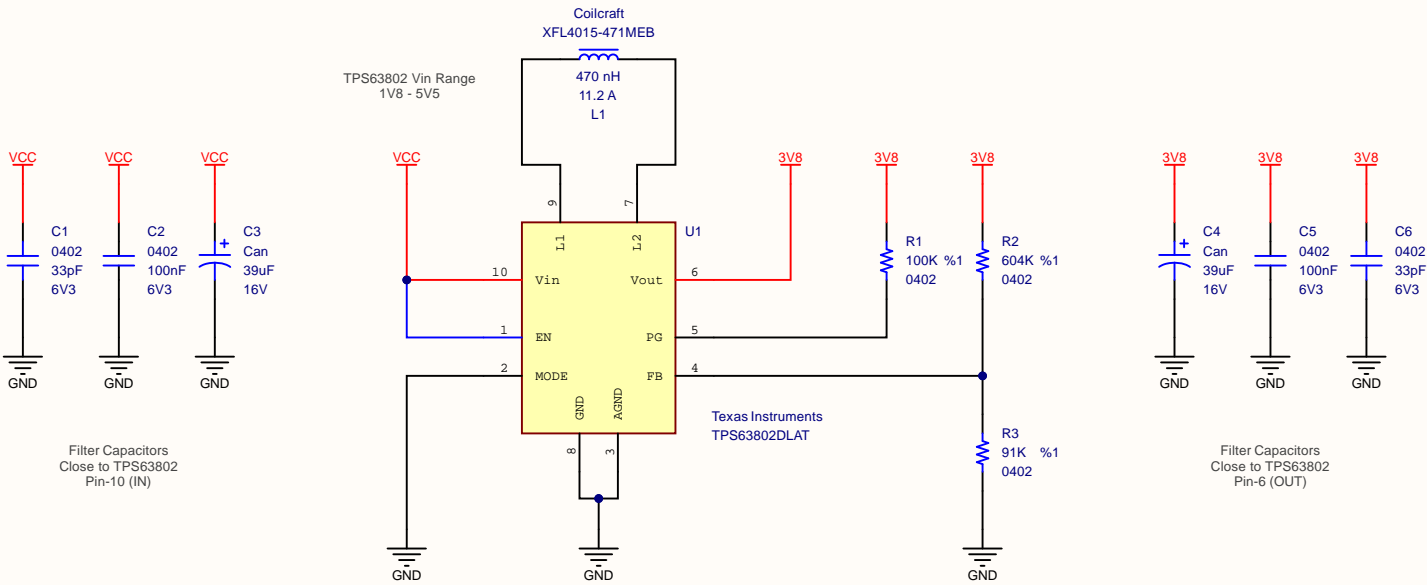 Coilcraft
XFL4015-471MEB
470 nH
11.2 A
L1
TPS63802 Vin Range
1V8 - 5V5
VCC
VCC
VCC
VCC
3V8
3V8
3V8
3V8
3V8
3V8
C1
0402
33pF
6V3
C2
0402
100nF
6V3
C3
Can
39uF
16V
+
GND
GND
GND
Filter Capacitors
Close to TPS63802
Pin-10 (IN)
9
7
L1
L2
U1
10
Vin
Vout
6
1
EN
PG
5
2
MODE
FB
4
GND
AGND
8
3
Texas Instruments
TPS63802DLAT
R1
100K %1
0402
R2
604K %1
0402
R3
91K %1
0402
GND
GND
GND
C4
Can
39uF
16V
+
C5
0402
100nF
6V3
C6
0402
33pF
6V3
GND
GND
GND
Filter Capacitors
Close to TPS63802
Pin-6 (OUT)